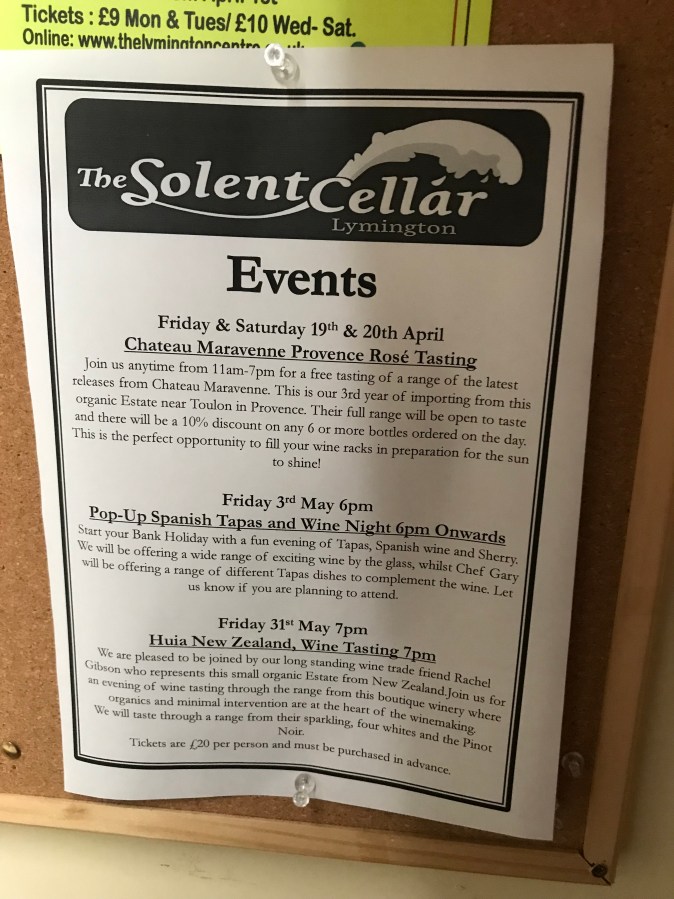 Tickets : £9 Mon & Tues/ £10 Wed- Sat.
Online: www.thelymingtoncentre.co.uk
The Solent Cellar
Lymington
Events
Friday & Saturday 19th & 20th April
Chateau Maravenne Provence Rosé Tasting
Join us anytime from 11am-7pm for a free tasting of a range of the latest
releases from Chateau Maravenne. This is our 3rd year of importing from this
organic Estate near Toulon in Provence. Their full range will be open to taste
and there will be a 10% discount on any 6 or more bottles ordered on the day.
This is the perfect opportunity to fill your wine racks in preparation for the sun
to shine!
Friday 3rd May 6pm
Pop-Up Spanish Tapas and Wine Night 6pm Onwards
Start your Bank Holiday with a fun evening of Tapas, Spanish wine and Sherry.
We will be offering a wide range of exciting wine by the glass, whilst Chef Gary
will be offering a range of different Tapas dishes to complement the wine. Let
us know if you are planning to attend.
Friday 31st May 7pm
Huia New Zealand, Wine Tasting 7pm
We are pleased to be joined by our long standing wine trade friend Rachel
Gibson who represents this small organic Estate from New Zealand.Join us for
an evening of wine tasting through the range from this boutique winery where
organics and minimal intervention are at the heart of the winemaking.
We will taste through a range from their sparkling, four whites and the Pinot
Noir.
Tickets are £20 per person and must be purchased in advance.